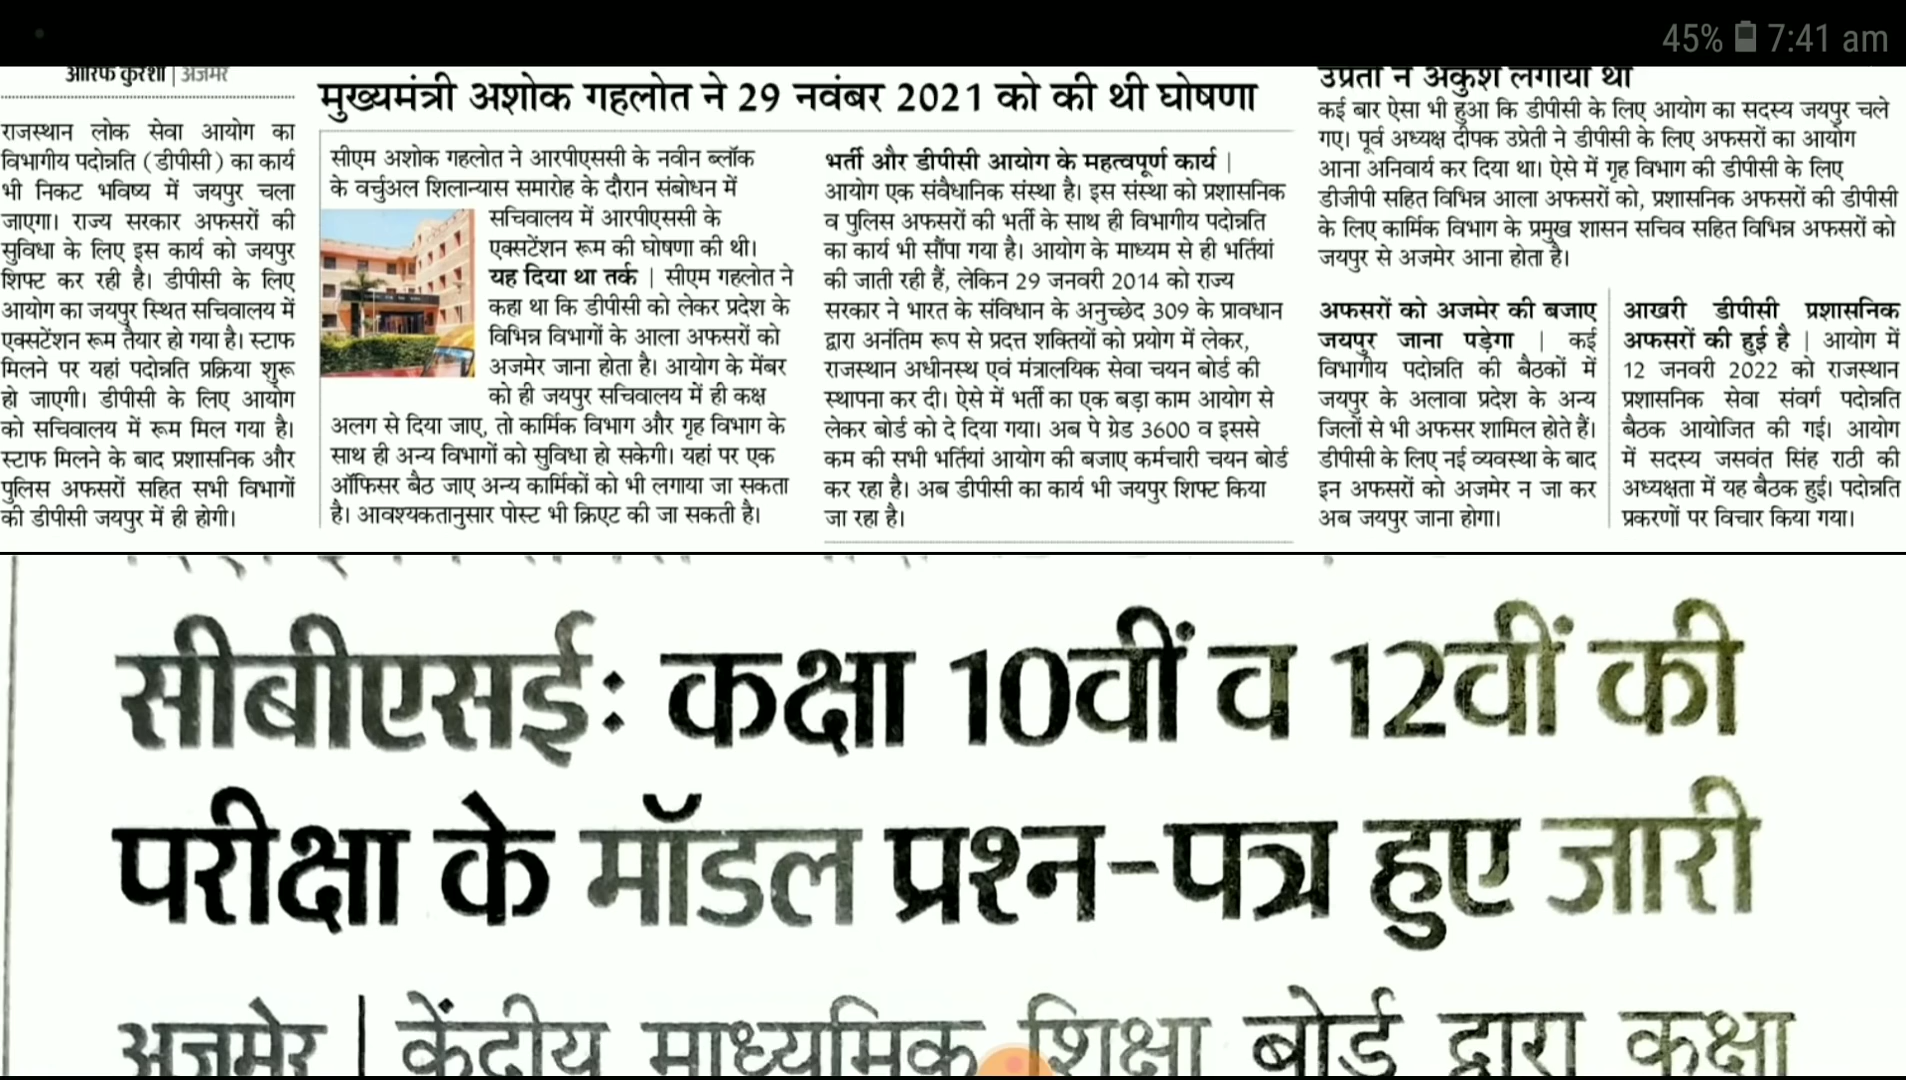 45% 7:41 am
आरिफ कुरैशी | अजमेर
राजस्थान लोक सेवा आयोग का
विभागीय पदोन्नति (डीपीसी) का कार्य
भी निकट भविष्य में जयपुर चला
जाएगा। राज्य सरकार अफसरों की
सुविधा के लिए इस कार्य को जयपुर
शिफ्ट कर रही है। डीपीसी के लिए
आयोग का जयपुर स्थित सचिवालय में
एक्सटेंशन रूम तैयार हो गया है। स्टाफ
मिलने पर यहां पदोन्नति प्रक्रिया शुरू
हो जाएगी। डीपीसी के लिए आयोग
को सचिवालय में रूम मिल गया है।
स्टाफ मिलने के बाद प्रशासनिक और
पुलिस अफसरों सहित सभी विभागों
की डीपीसी जयपुर में ही होगी।
मुख्यमंत्री अशोक गहलोत ने 29 नवंबर 2021 को की थी घोषणा
सीएम अशोक गहलोत ने आरपीएससी के नवीन ब्लॉक
के वर्चुअल शिलान्यास समारोह के दौरान संबोधन में
सचिवालय में आरपीएससी के
एक्सटेंशन रूम की घोषणा की थी।
यह दिया था तर्क | सीएम गहलोत ने
कहा था कि डीपीसी को लेकर प्रदेश के
विभिन्न विभागों के आला अफसरों को
अजमेर जाना होता है। आयोग के मेंबर
को ही जयपुर सचिवालय में ही कक्ष
अलग से दिया जाए, तो कार्मिक विभाग और गृह विभाग के
साथ ही अन्य विभागों को सुविधा हो सकेगी। यहां पर एक
ऑफिसर बैठ जाए अन्य कार्मिकों को भी लगाया जा सकता
है। आवश्यकतानुसार पोस्ट भी क्रिएट की जा सकती है।
भर्ती और डीपीसी आयोग के महत्वपूर्ण कार्य |
आयोग एक संवैधानिक संस्था है। इस संस्था को प्रशासनिक
व पुलिस अफसरों की भर्ती के साथ ही विभागीय पदोन्नति
का कार्य भी सौंपा गया है। आयोग के माध्यम से ही भर्तियां
की जाती रही हैं, लेकिन 29 जनवरी 2014 को राज्य
सरकार ने भारत के संविधान के अनुच्छेद 309 के प्रावधान
द्वारा अनंतिम रूप से प्रदत्त शक्तियों को प्रयोग में लेकर,
राजस्थान अधीनस्थ एवं मंत्रालयिक सेवा चयन बोर्ड की
स्थापना कर दी। ऐसे में भर्ती का एक बड़ा काम आयोग से
लेकर बोर्ड को दे दिया गया। अब पे ग्रेड 3600 व इससे
कम की सभी भर्तियां आयोग की बजाए कर्मचारी चयन बोर्ड
कर रहा है। अब डीपीसी का कार्य भी जयपुर शिफ्ट किया
जा रहा है।
उप्रेती ने अंकुश लगाया था
कई बार ऐसा भी हुआ कि डीपीसी के लिए आयोग का सदस्य जयपुर चले
गए। पूर्व अध्यक्ष दीपक उप्रेती ने डीपीसी के लिए अफसरों का आयोग
आना अनिवार्य कर दिया था। ऐसे में गृह विभाग की डीपीसी के लिए
डीजीपी सहित विभिन्न आला अफसरों को, प्रशासनिक अफसरों की डीपीसी
के लिए कार्मिक विभाग के प्रमुख शासन सचिव सहित विभिन्न अफसरों को
जयपुर से अजमेर आना होता है।
अफसरों को अजमेर की बजाए
जयपुर जाना पड़ेगा | कई
विभागीय पदोन्नति की बैठकों में
जयपुर के अलावा प्रदेश के अन्य
जिलों से भी अफसर शामिल होते हैं।
डीपीसी के लिए नई व्यवस्था के बाद
इन अफसरों को अजमेर न जा कर
अब जयपुर जाना होगा।
आखरी डीपीसी प्रशासनिक
अफसरों की हुई है | आयोग में
12 जनवरी 2022 को राजस्थान
प्रशासनिक सेवा संवर्ग पदोन्नति
बैठक आयोजित की गई। आयोग
में सदस्य जसवंत सिंह राठी की
अध्यक्षता में यह बैठक हुई। पदोन्नति
प्रकरणों पर विचार किया गया।
सीबीएसई: कक्षा 10वीं व 12वीं की
परीक्षा के मॉडल प्रश्न-पत्र हुए जारी
अजमेर | केंद्रीय माध्यमिक शिक्षा बोर्ड द्वारा कक्षा